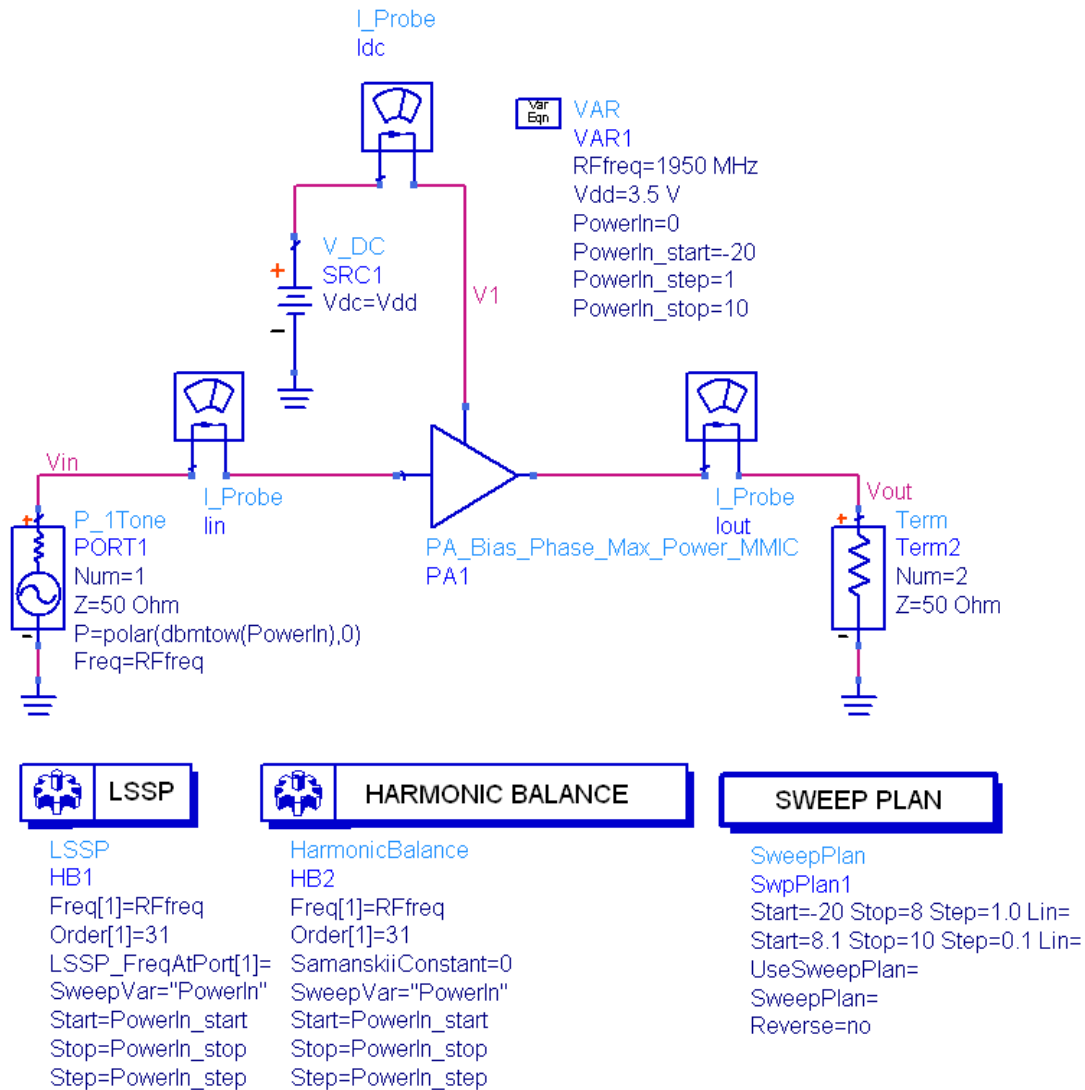 I_Probe
Idc
Var
Eqn
VAR
VAR1
RFfreq=1950 MHz
Vdd=3.5 V
PowerIn=0
PowerIn_start=-20
PowerIn_step=1
PowerIn_stop=10
+
V_DC
SRC1
Vdc=Vdd
-
V1
Vin
I_Probe
Iin
+
P_1Tone
PORT1
Num=1
Z=50 Ohm
P=polar(dbmtow(PowerIn),0)
Freq=RFfreq
-
PA_Bias_Phase_Max_Power_MMIC
PA1
I_Probe
Iout
Vout
+
Term
Term2
Num=2
Z=50 Ohm
-
LSSP
LSSP
HB1
Freq[1]=RFfreq
Order[1]=31
LSSP_FreqAtPort[1]=
SweepVar="PowerIn"
Start=PowerIn_start
Stop=PowerIn_stop
Step=PowerIn_step
HARMONIC BALANCE
HarmonicBalance
HB2
Freq[1]=RFfreq
Order[1]=31
SamanskiiConstant=0
SweepVar="PowerIn"
Start=PowerIn_start
Stop=PowerIn_stop
Step=PowerIn_step
SWEEP PLAN
SweepPlan
SwpPlan1
Start=-20 Stop=8 Step=1.0 Lin=
Start=8.1 Stop=10 Step=0.1 Lin=
UseSweepPlan=
SweepPlan=
Reverse=no